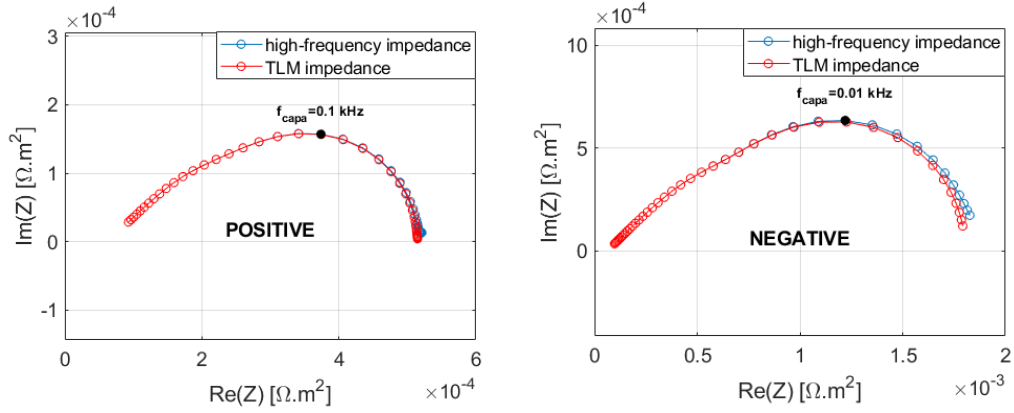 ×10⁻⁴
3
2
1
0
-1
Im(Z) [Ω.m²]
high-frequency impedance
TLM impedance
f_capa=0.1 kHz
POSITIVE
0
2
4
6
×10⁻⁴
Re(Z) [Ω.m²]
×10⁻⁴
10
5
0
Im(Z) [Ω.m²]
high-frequency impedance
TLM impedance
f_capa=0.01 kHz
NEGATIVE
0
0.5
1
1.5
2
×10⁻³
Re(Z) [Ω.m²]